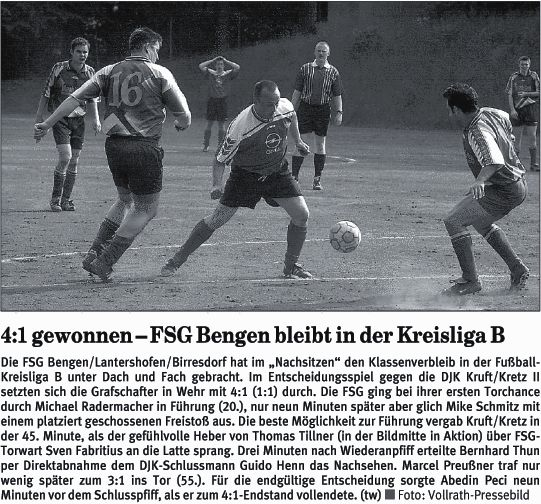 16
4:1 gewonnen – FSG Bengen bleibt in der Kreisliga B
Die FSG Bengen/Lantershofen/Birresdorf hat im „Nachsitzen“ den Klassenverbleib in der Fußball-
Kreisliga B unter Dach und Fach gebracht. Im Entscheidungsspiel gegen die DJK Kruft/Kretz II
setzten sich die Grafschafter in Wehr mit 4:1 (1:1) durch. Die FSG ging bei ihrer ersten Torchance
durch Michael Radermacher in Führung (20.), nur neun Minuten später aber glich Mike Schmitz mit
einem platziert geschossenen Freistoß aus. Die beste Möglichkeit zur Führung vergab Kruft/Kretz in
der 45. Minute, als der gefühlvolle Heber von Thomas Tillner (in der Bildmitte in Aktion) über FSG-
Torwart Sven Fabritius an die Latte sprang. Drei Minuten nach Wiederanpfiff erteilte Bernhard Thun
per Direktabnahme dem DJK-Schlussmann Guido Henn das Nachsehen. Marcel Preußner traf nur
wenig später zum 3:1 ins Tor (55.). Für die endgültige Entscheidung sorgte Abedin Peci neun
Minuten vor dem Schlusspfiff, als er zum 4:1-Endstand vollendete. (tw) ■ Foto: Vollrath-Presseb.